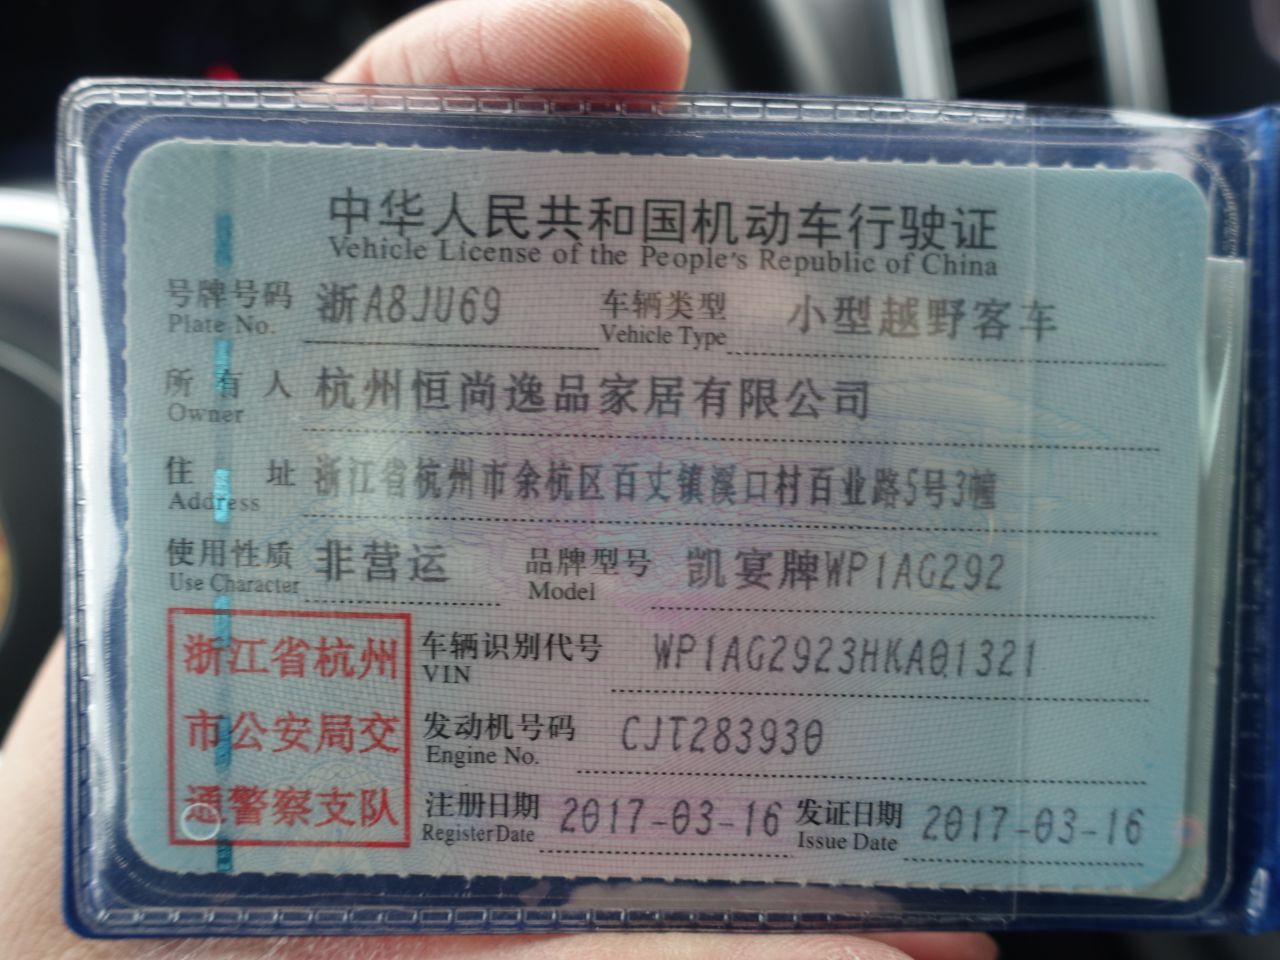 中华人民共和国机动车行驶证
Vehicle License of the People's Republic of China
号牌号码 浙A8JU69 车辆类型 小型越野客车
Plate No. Vehicle Type
所有人 杭州恒尚逸品家居有限公司
Owner
住址 浙江省杭州市余杭区百丈镇溪口村百业路5号3幢
Address
使用性质 非营运 品牌型号 凯宴牌WP1AG292
Use Character Model
浙江省杭州
市公安局交
通警察支队
车辆识别代号 WP1AG2923HKA01321
VIN
发动机号码 CJT283930
Engine No.
注册日期 2017-03-16 发证日期 2017-03-16
Register Date Issue Date